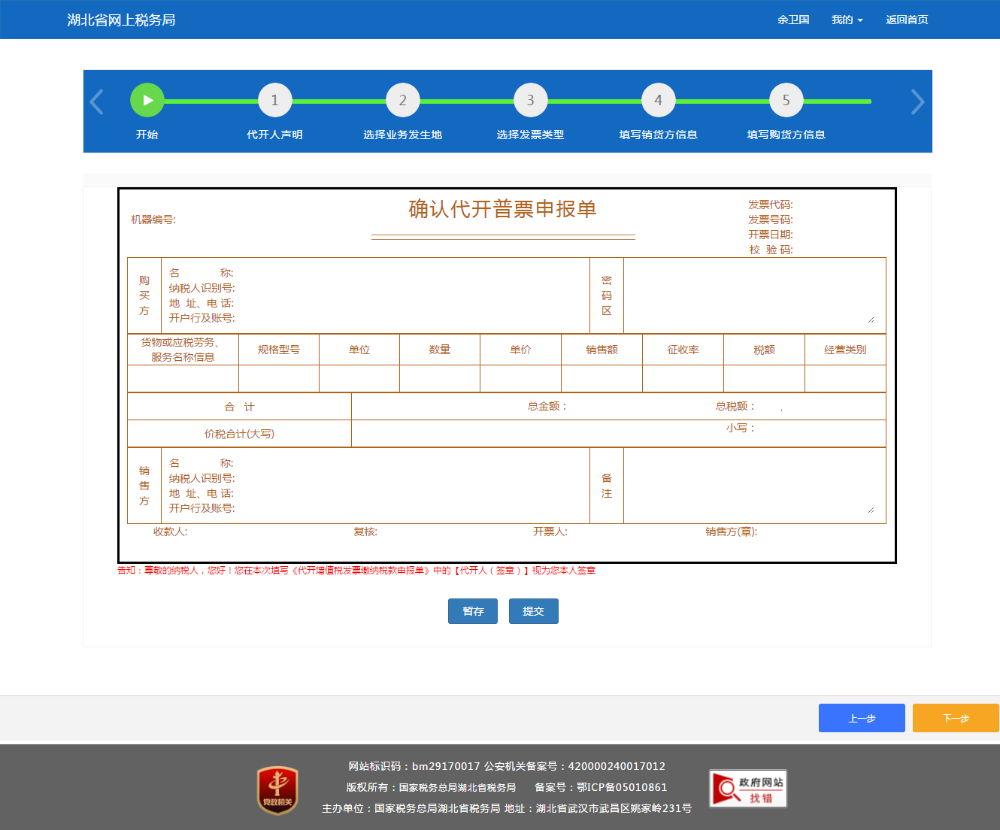 湖北省网上税务局
余卫国 我的 返回首页
1 2 3 4 5
开始 代开人声明 选择业务发生地 选择发票类型 填写销货方信息 填写购货方信息
确认代开普票申报单
机器编号:
发票代码:
发票号码:
开票日期:
校 验 码:
购买方
名 称:
纳税人识别号:
地 址、电 话:
开户行及账号:
密码区
货物或应税劳务、
服务名称信息
规格型号 单位 数量 单价 销售额 征收率 税额 经营类别
合 计 总金额： 总税额：
价税合计(大写) 小写：
销售方
名 称:
纳税人识别号:
地 址、电 话:
开户行及账号:
备注
收款人: 复核: 开票人: 销售方(章):
告知：尊敬的纳税人，您好！您在本次填写《代开增值税发票缴纳税款申报单》中的【代开人（签章）】视为您本人签章
暂存 提交
上一步 下一步
网站标识码：bm29170017 公安机关备案号：420000240017012
版权所有：国家税务总局湖北省税务局 备案号：鄂ICP备05010861
主办单位：国家税务总局湖北省税务局 地址：湖北省武汉市武昌区姚家岭231号
党政机关
政府网站
找错